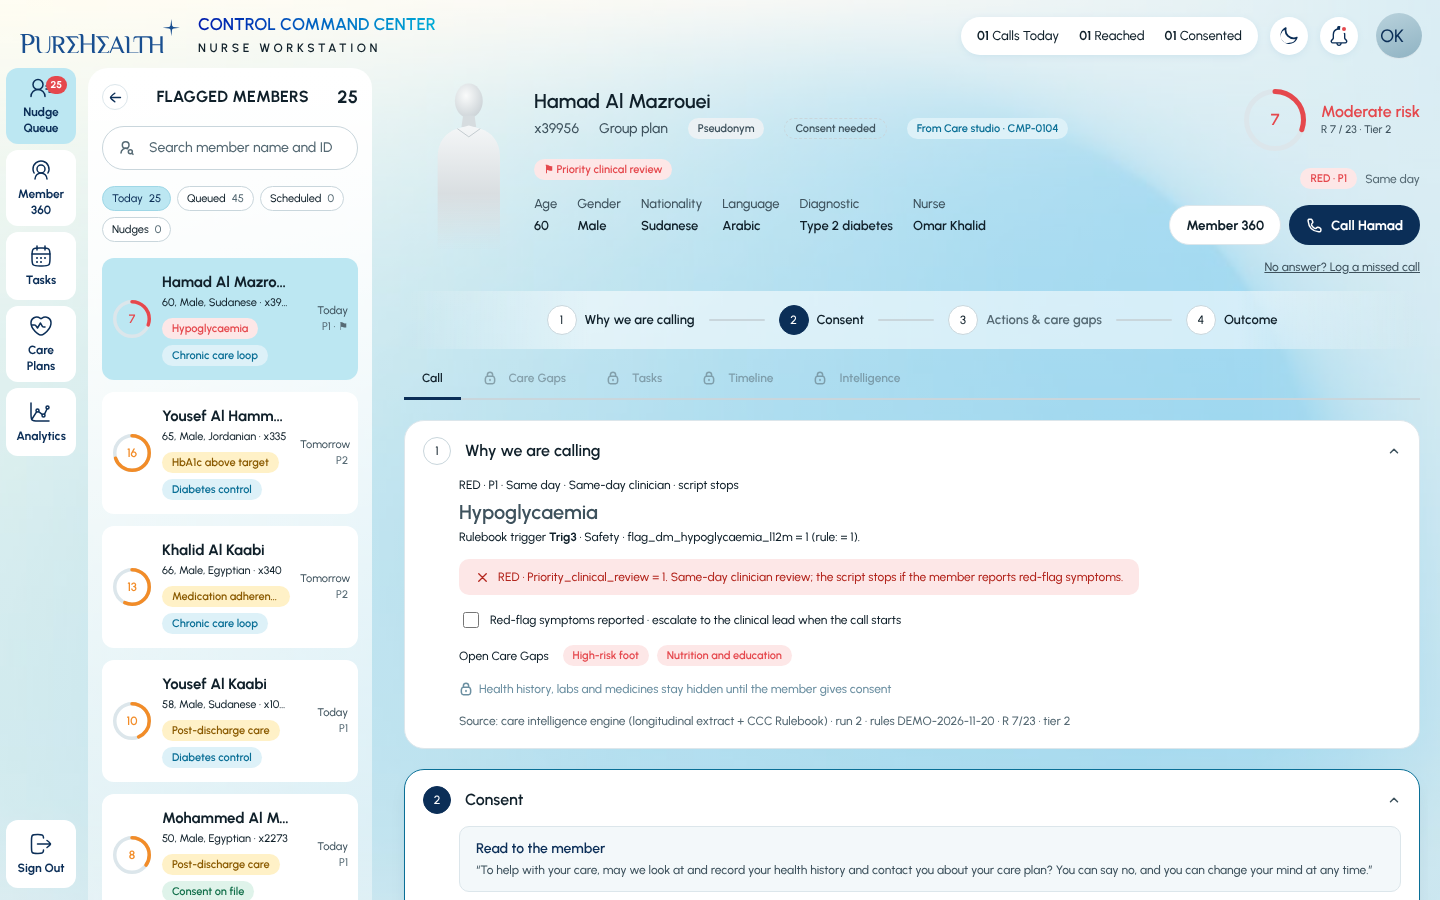 PUREHEALTH
CONTROL COMMAND CENTER
NURSE WORKSTATION
01 Calls Today 01 Reached 01 Consented
OK
25
Nudge
Queue
Member
360
Tasks
Care
Plans
Analytics
Sign Out
FLAGGED MEMBERS 25
Search member name and ID
Today 25 Queued 45 Scheduled 0
Nudges 0
Hamad Al Mazro...
60, Male, Sudanese · x39...
7
Hypoglycaemia
Chronic care loop
Today
P1 · ⚑
Yousef Al Hamm...
65, Male, Jordanian · x335
16
HbA1c above target
Diabetes control
Tomorrow
P2
Khalid Al Kaabi
66, Male, Egyptian · x340
13
Medication adheren...
Chronic care loop
Tomorrow
P2
Yousef Al Kaabi
58, Male, Sudanese · x10...
10
Post-discharge care
Diabetes control
Today
P1
Mohammed Al M...
50, Male, Egyptian · x2273
8
Post-discharge care
Consent on file
Today
P1
Hamad Al Mazrouei
x39956 Group plan Pseudonym Consent needed From Care studio · CMP-0104
⚑ Priority clinical review
Age Gender Nationality Language Diagnostic Nurse
60 Male Sudanese Arabic Type 2 diabetes Omar Khalid
7
Moderate risk
R 7 / 23 · Tier 2
RED · P1 Same day
Member 360 Call Hamad
No answer? Log a missed call
1 Why we are calling 2 Consent 3 Actions & care gaps 4 Outcome
Call Care Gaps Tasks Timeline Intelligence
1 Why we are calling
RED · P1 · Same day · Same-day clinician · script stops
Hypoglycaemia
Rulebook trigger Trig3 · Safety · flag_dm_hypoglycaemia_l12m = 1 (rule: = 1).
RED · Priority_clinical_review = 1. Same-day clinician review; the script stops if the member reports red-flag symptoms.
Red-flag symptoms reported · escalate to the clinical lead when the call starts
Open Care Gaps High-risk foot Nutrition and education
Health history, labs and medicines stay hidden until the member gives consent
Source: care intelligence engine (longitudinal extract + CCC Rulebook) · run 2 · rules DEMO-2026-11-20 · R 7/23 · tier 2
2 Consent
Read to the member
“To help with your care, may we look at and record your health history and contact you about your care plan? You can say no, and you can change your mind at any time.”